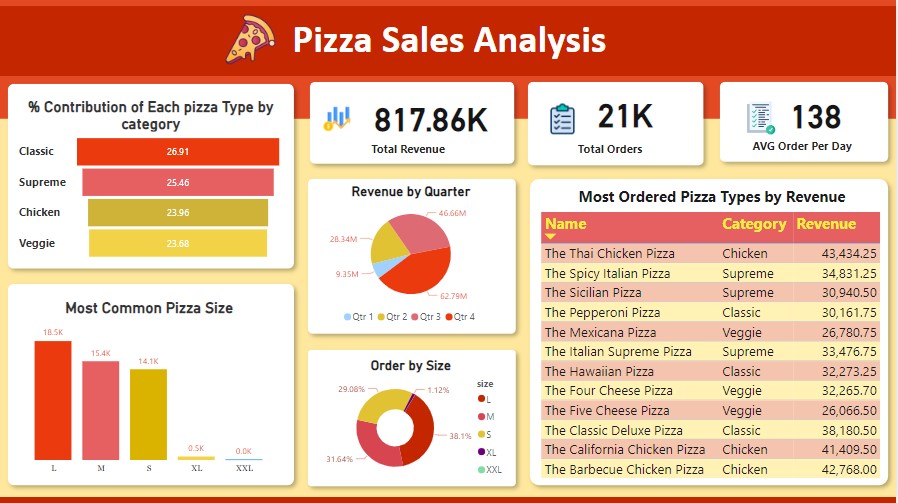 Pizza Sales Analysis
% Contribution of Each pizza Type by
category
Classic 26.91
Supreme 25.46
Chicken 23.96
Veggie 23.68
817.86K
Total Revenue
21K
Total Orders
138
AVG Order Per Day
Most Common Pizza Size
18.5K
15.4K
14.1K
0.5K
0.0K
L M S XL XXL
Revenue by Quarter
46.66M
28.34M
9.35M
62.79M
Qtr 1 Qtr 2 Qtr 3 Qtr 4
Order by Size
size
29.08%
1.12%
38.1%
31.64%
L
M
S
XL
XXL
Most Ordered Pizza Types by Revenue
Name Category Revenue
The Thai Chicken Pizza Chicken 43,434.25
The Spicy Italian Pizza Supreme 34,831.25
The Sicilian Pizza Supreme 30,940.50
The Pepperoni Pizza Classic 30,161.75
The Mexicana Pizza Veggie 26,780.75
The Italian Supreme Pizza Supreme 33,476.75
The Hawaiian Pizza Classic 32,273.25
The Four Cheese Pizza Veggie 32,265.70
The Five Cheese Pizza Veggie 26,066.50
The Classic Deluxe Pizza Classic 38,180.50
The California Chicken Pizza Chicken 41,409.50
The Barbecue Chicken Pizza Chicken 42,768.00